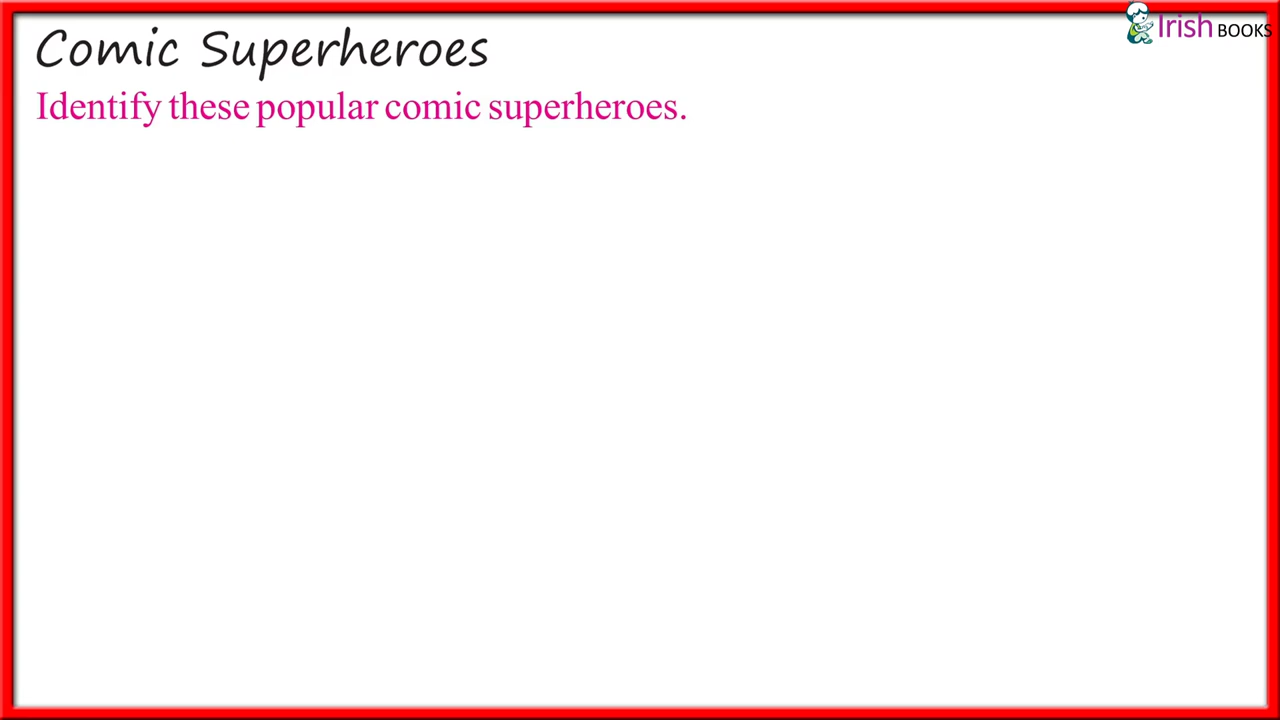 Comic Superheroes
Irish BOOKS
Identify these popular comic superheroes.